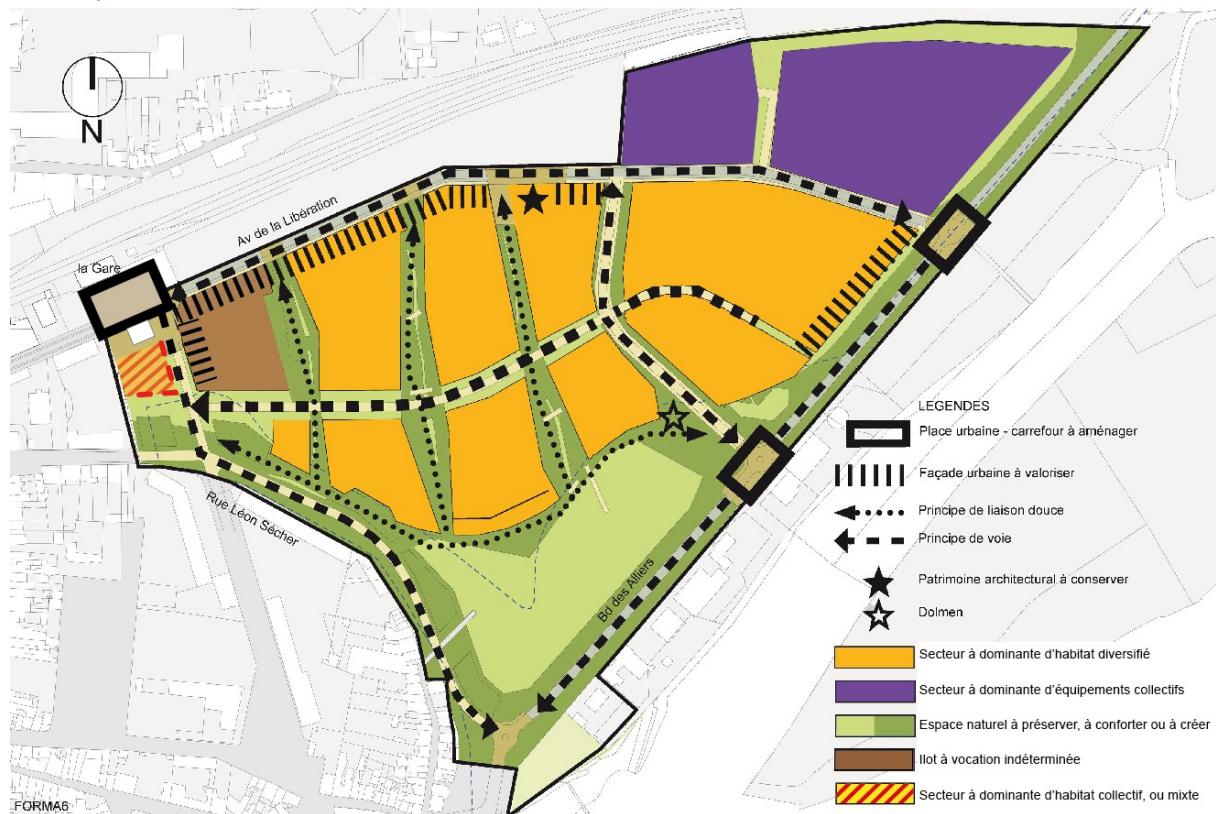 N
Av de la Libération
la Gare
Rue Léon Sécher
Bd des Alliers
LEGENDES
Place urbaine - carrefour à aménager
Façade urbaine à valoriser
Principe de liaison douce
Principe de voie
Patrimoine architectural à conserver
Dolmen
Secteur à dominante d'habitat diversifié
Secteur à dominante d'équipements collectifs
Espace naturel à préserver, à conforter ou à créer
Ilot à vocation indéterminée
Secteur à dominante d'habitat collectif, ou mixte
FORMA6